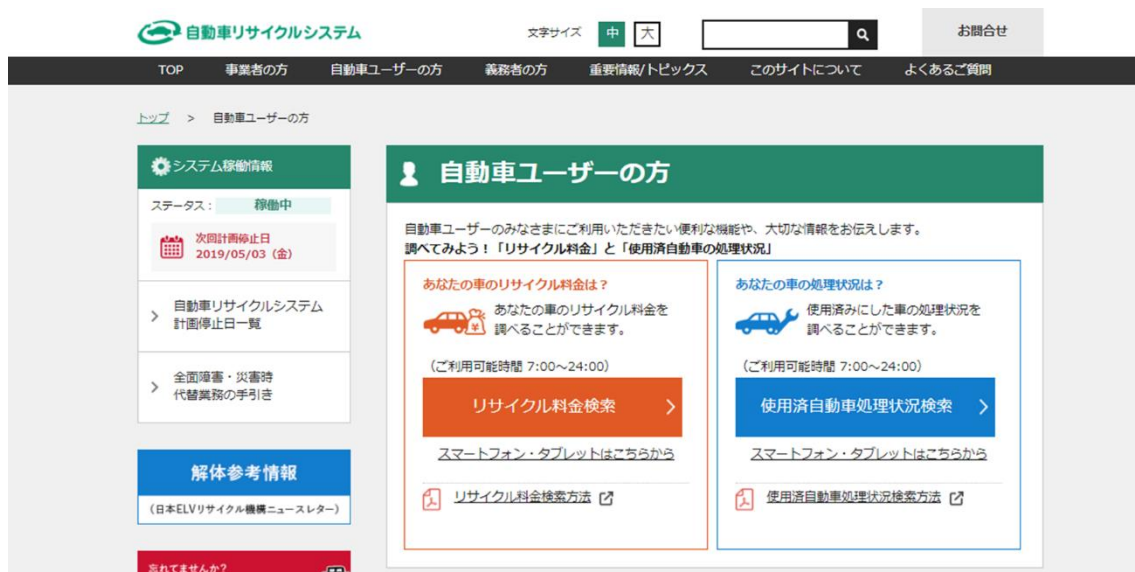 自動車リサイクルシステム
文字サイズ 中 大
お問合せ
TOP 事業者の方 自動車ユーザーの方 義務者の方 重要情報/トピックス このサイトについて よくあるご質問
トップ > 自動車ユーザーの方
システム稼働情報
ステータス： 稼働中
次回計画停止日
2019/05/03（金）
自動車リサイクルシステム
計画停止日一覧
全面障害・災害時
代替業務の手引き
解体参考情報
（日本ELVリサイクル機構ニュースレター）
忘れてませんか？
自動車ユーザーの方
自動車ユーザーのみなさまにご利用いただきたい便利な機能や、大切な情報をお伝えします。
調べてみよう！「リサイクル料金」と「使用済自動車の処理状況」
あなたの車のリサイクル料金は？
あなたの車のリサイクル料金を
調べることができます。
（ご利用可能時間 7:00～24:00）
リサイクル料金検索
スマートフォン・タブレットはこちらから
リサイクル料金検索方法
あなたの車の処理状況は？
使用済みにした車の処理状況を
調べることができます。
（ご利用可能時間 7:00～24:00）
使用済自動車処理状況検索
スマートフォン・タブレットはこちらから
使用済自動車処理状況検索方法